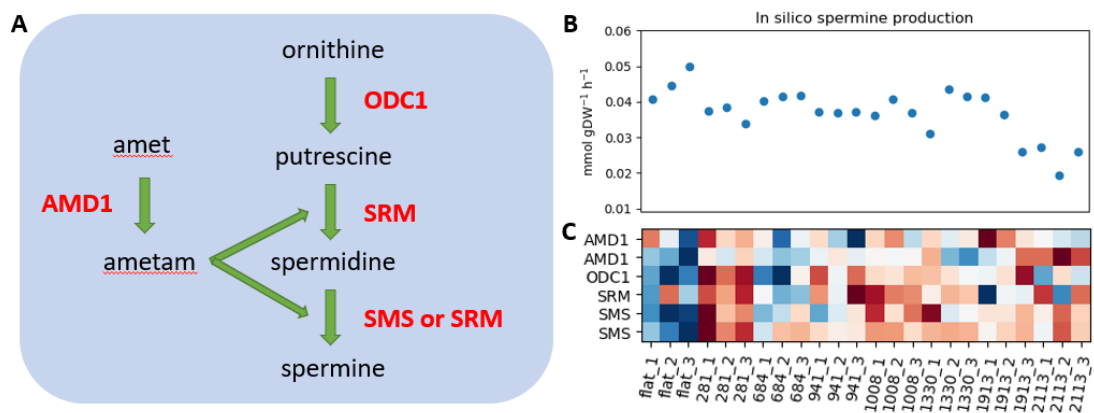 A
ornithine
ODC1
amet
putrescine
AMD1
SRM
ametam
spermidine
SMS or SRM
spermine
B
In silico spermine production
mmol gDW⁻¹ h⁻¹
0.06
0.05
0.04
0.03
0.02
0.01
C
AMD1
AMD1
ODC1
SRM
SMS
SMS
flat_1
flat_2
flat_3
281_1
281_2
281_3
684_1
684_2
684_3
941_1
941_2
941_3
1008_1
1008_2
1008_3
1330_1
1330_2
1330_3
1913_1
1913_2
1913_3
2113_1
2113_2
2113_3